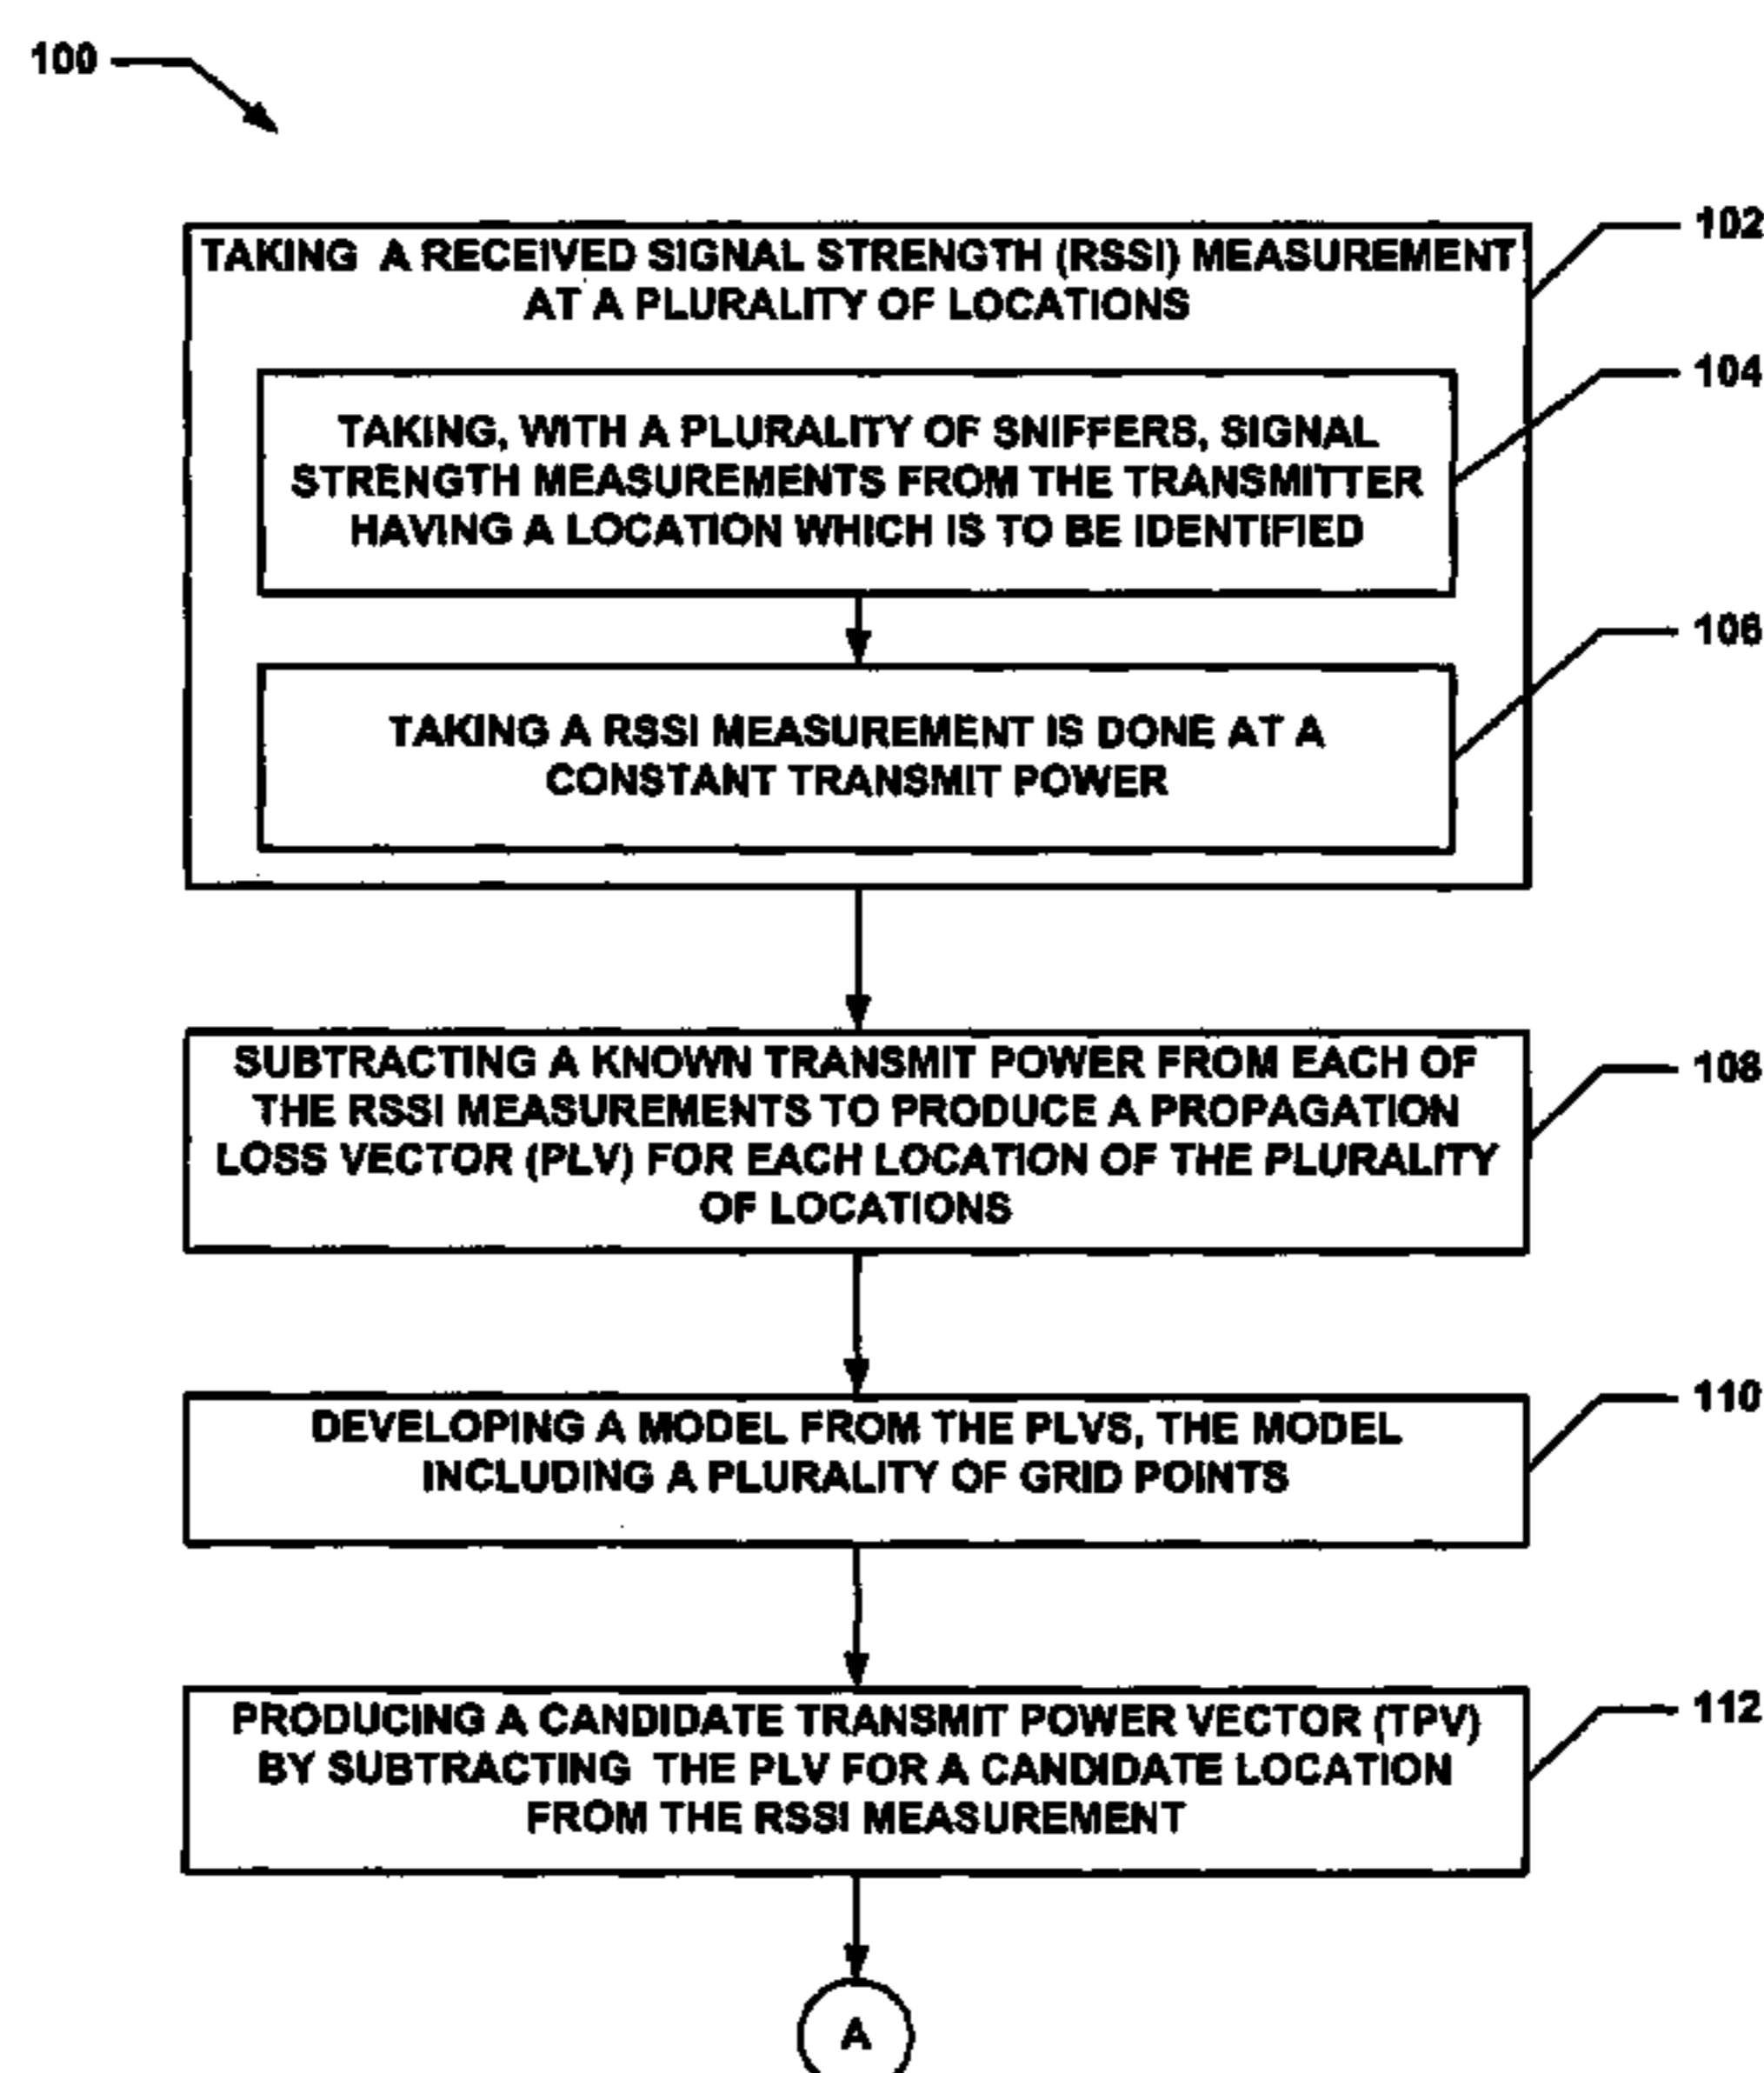 100
102
TAKING A RECEIVED SIGNAL STRENGTH (RSSI) MEASUREMENT
AT A PLURALITY OF LOCATIONS
104
TAKING, WITH A PLURALITY OF SNIFFERS, SIGNAL
STRENGTH MEASUREMENTS FROM THE TRANSMITTER
HAVING A LOCATION WHICH IS TO BE IDENTIFIED
106
TAKING A RSSI MEASUREMENT IS DONE AT A
CONSTANT TRANSMIT POWER
108
SUBTRACTING A KNOWN TRANSMIT POWER FROM EACH OF
THE RSSI MEASUREMENTS TO PRODUCE A PROPAGATION
LOSS VECTOR (PLV) FOR EACH LOCATION OF THE PLURALITY
OF LOCATIONS
110
DEVELOPING A MODEL FROM THE PLVS, THE MODEL
INCLUDING A PLURALITY OF GRID POINTS
112
PRODUCING A CANDIDATE TRANSMIT POWER VECTOR (TPV)
BY SUBTRACTING THE PLV FOR A CANDIDATE LOCATION
FROM THE RSSI MEASUREMENT
A